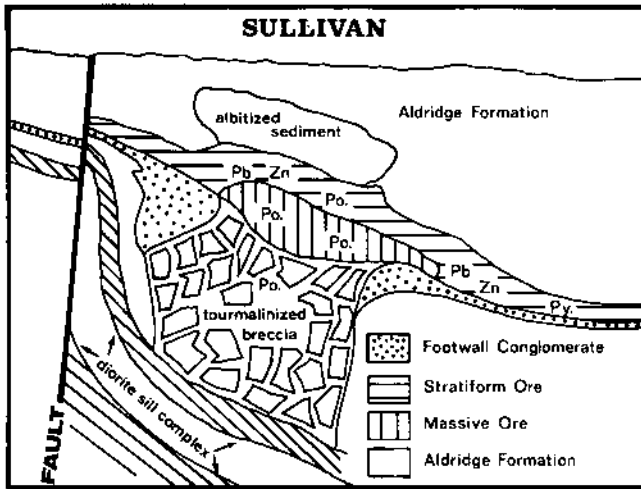 SULLIVAN
Aldridge Formation
albitized
sediment
Pb Zn
Po.
Po.
Po.
Pb
Zn
Py.
Po.
tourmalinized
breccia
diorite sill complex
FAULT
Footwall Conglomerate
Stratiform Ore
Massive Ore
Aldridge Formation